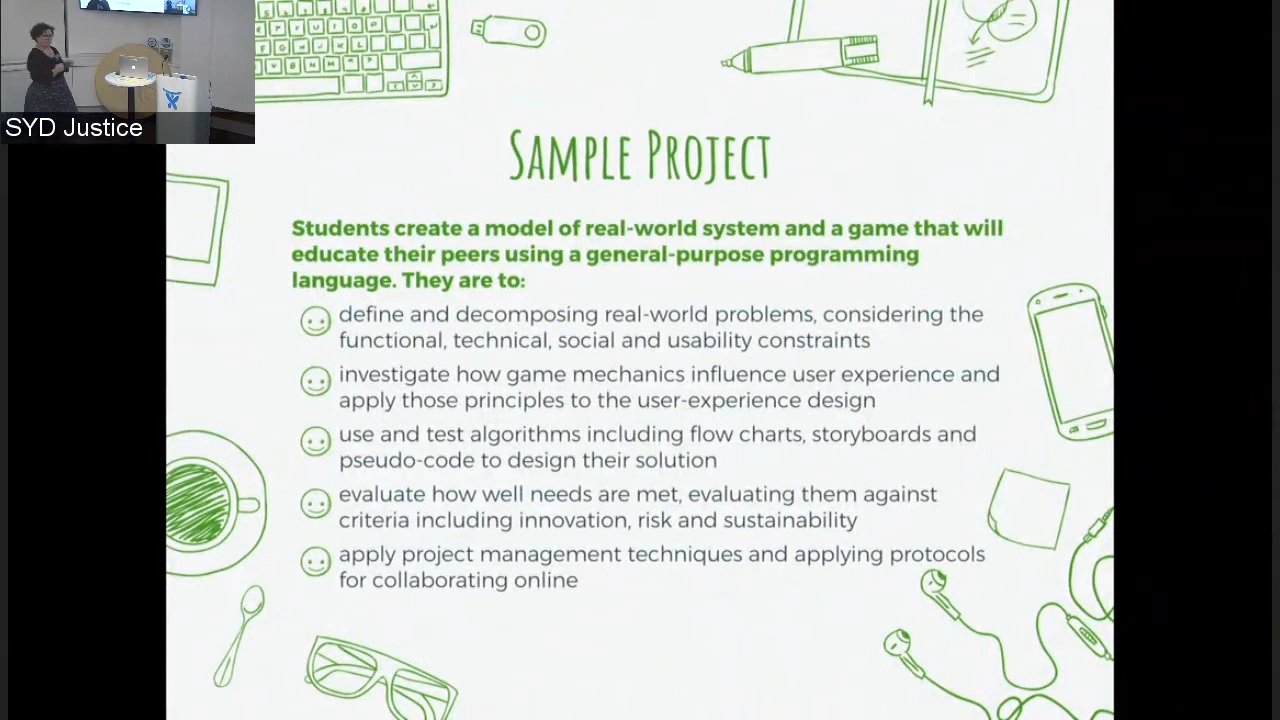 SYD Justice
SAMPLE PROJECT
Students create a model of real-world system and a game that will
educate their peers using a general-purpose programming
language. They are to:
define and decomposing real-world problems, considering the
functional, technical, social and usability constraints
investigate how game mechanics influence user experience and
apply those principles to the user-experience design
use and test algorithms including flow charts, storyboards and
pseudo-code to design their solution
evaluate how well needs are met, evaluating them against
criteria including innovation, risk and sustainability
apply project management techniques and applying protocols
for collaborating online